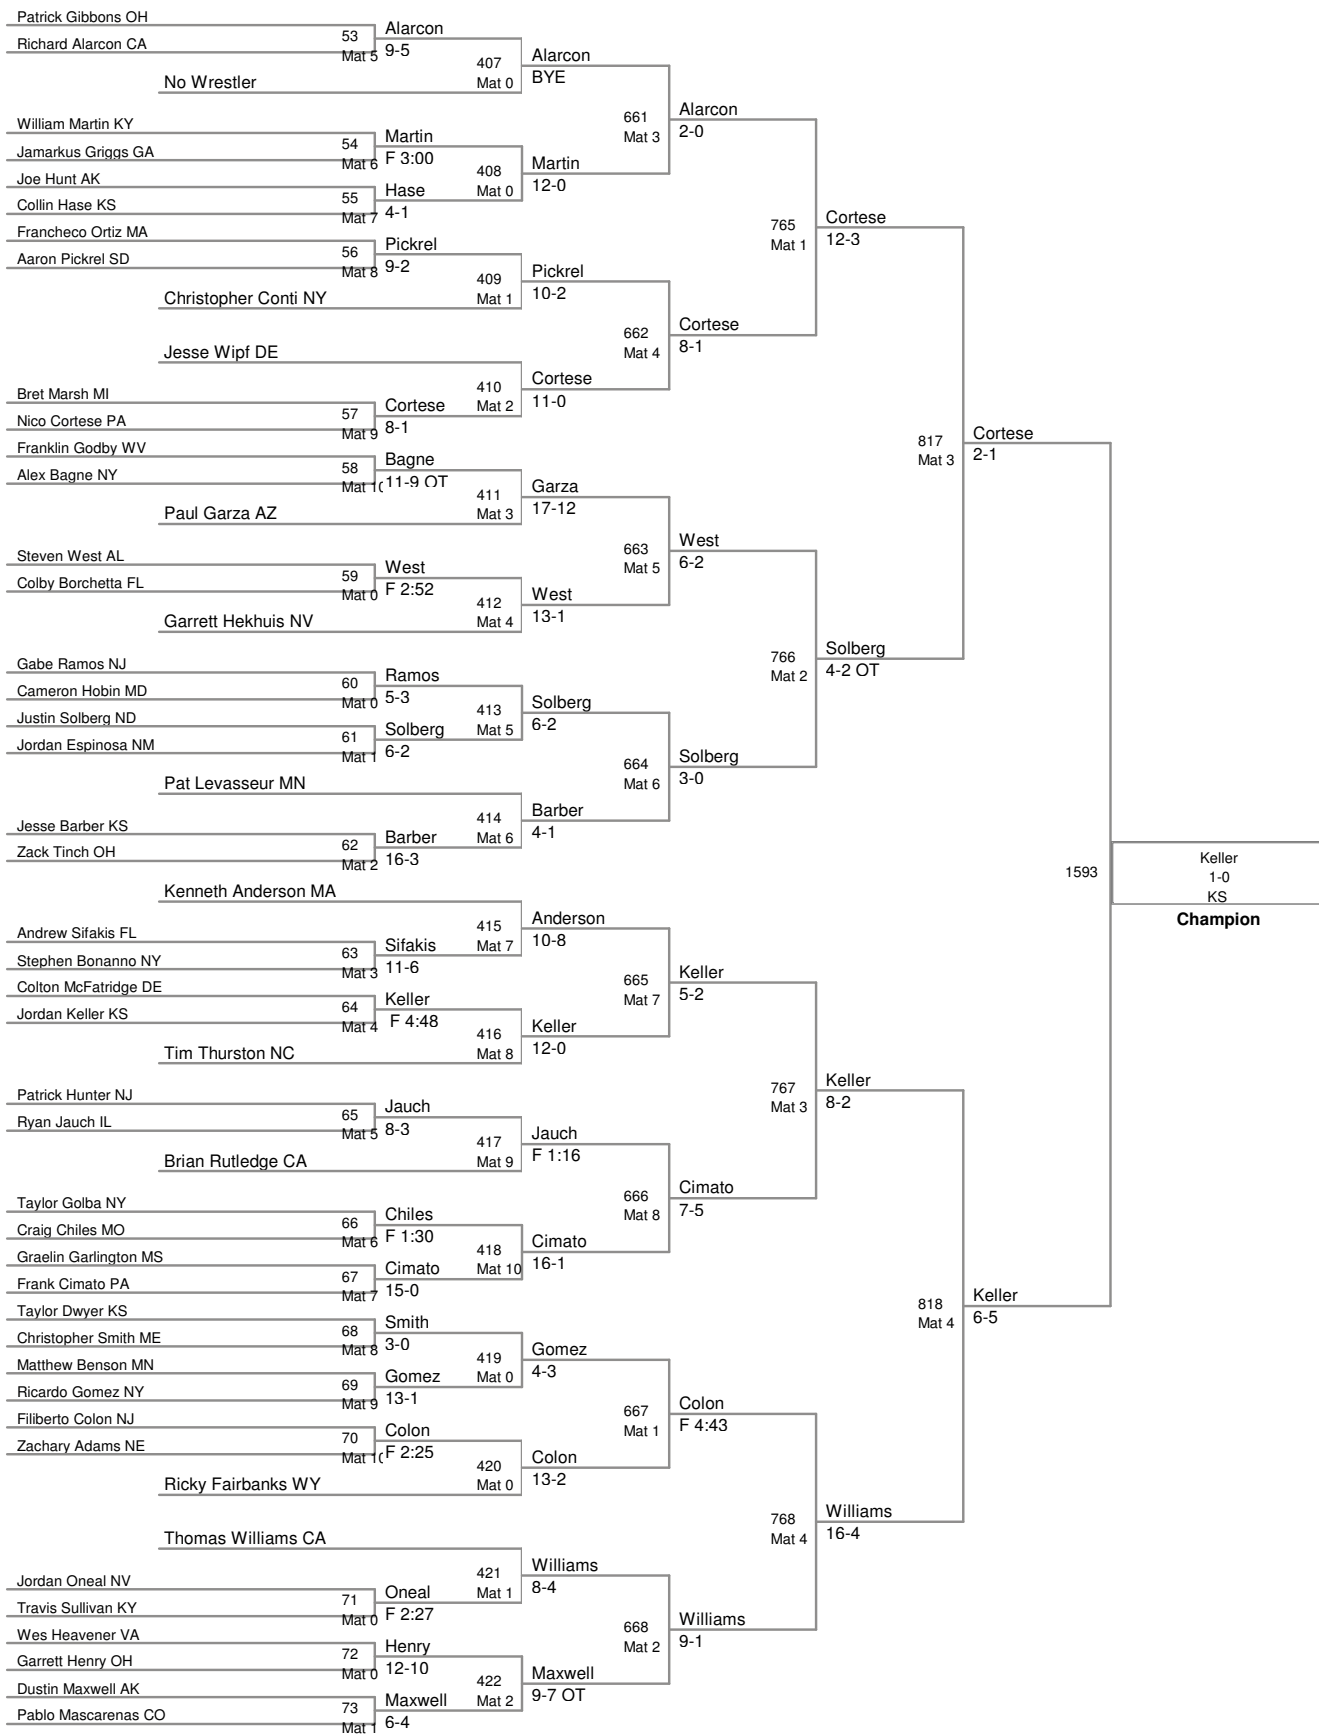 Patrick Gibbons OH
Richard Alarcon CA
53
Mat 5
Alarcon
9-5
No Wrestler
407
Mat 0
Alarcon
BYE
William Martin KY
Jamarkus Griggs GA
54
Mat 6
Martin
F 3:00
Joe Hunt AK
Collin Hase KS
55
Mat 7
Hase
4-1
408
Mat 0
Martin
12-0
661
Mat 3
Alarcon
2-0
Francheco Ortiz MA
Aaron Pickrel SD
56
Mat 8
Pickrel
9-2
Christopher Conti NY
409
Mat 1
Pickrel
10-2
Jesse Wipf DE
Bret Marsh MI
Nico Cortese PA
57
Mat 9
Cortese
8-1
410
Mat 2
Cortese
11-0
662
Mat 4
Cortese
8-1
765
Mat 1
Cortese
12-3
Franklin Godby WV
Alex Bagne NY
58
Mat 10
Bagne
11-9 OT
Paul Garza AZ
411
Mat 3
Garza
17-12
Steven West AL
Colby Borchetta FL
59
Mat 0
West
F 2:52
Garrett Hekhuis NV
412
Mat 4
West
13-1
663
Mat 5
West
6-2
Gabe Ramos NJ
Cameron Hobin MD
60
Mat 0
Ramos
5-3
Justin Solberg ND
Jordan Espinosa NM
61
Mat 1
Solberg
6-2
413
Mat 5
Solberg
6-2
Pat Levasseur MN
Jesse Barber KS
Zack Tinch OH
62
Mat 2
Barber
16-3
414
Mat 6
Barber
4-1
664
Mat 6
Solberg
3-0
766
Mat 2
Solberg
4-2 OT
817
Mat 3
Cortese
2-1
Kenneth Anderson MA
Andrew Sifakis FL
Stephen Bonanno NY
63
Mat 3
Sifakis
11-6
415
Mat 7
Anderson
10-8
Colton McFatridge DE
Jordan Keller KS
64
Mat 4
Keller
F 4:48
Tim Thurston NC
416
Mat 8
Keller
12-0
665
Mat 7
Keller
5-2
Patrick Hunter NJ
Ryan Jauch IL
65
Mat 5
Jauch
8-3
Brian Rutledge CA
417
Mat 9
Jauch
F 1:16
Taylor Golba NY
Craig Chiles MO
66
Mat 6
Chiles
F 1:30
Graelin Garlington MS
Frank Cimato PA
67
Mat 7
Cimato
15-0
418
Mat 10
Cimato
16-1
666
Mat 8
Cimato
7-5
767
Mat 3
Keller
8-2
Taylor Dwyer KS
Christopher Smith ME
68
Mat 8
Smith
3-0
Matthew Benson MN
Ricardo Gomez NY
69
Mat 9
Gomez
13-1
419
Mat 0
Gomez
4-3
Filiberto Colon NJ
Zachary Adams NE
70
Mat 10
Colon
F 2:25
Ricky Fairbanks WY
420
Mat 0
Colon
13-2
667
Mat 1
Colon
F 4:43
Thomas Williams CA
Jordan Oneal NV
Travis Sullivan KY
71
Mat 0
Oneal
F 2:27
421
Mat 1
Williams
8-4
Wes Heavener VA
Garrett Henry OH
72
Mat 0
Henry
12-10
Dustin Maxwell AK
Pablo Mascarenas CO
73
Mat 1
Maxwell
6-4
422
Mat 2
Maxwell
9-7 OT
668
Mat 2
Williams
9-1
768
Mat 4
Williams
16-4
818
Mat 4
Keller
6-5
1593
Keller
1-0
KS
Champion